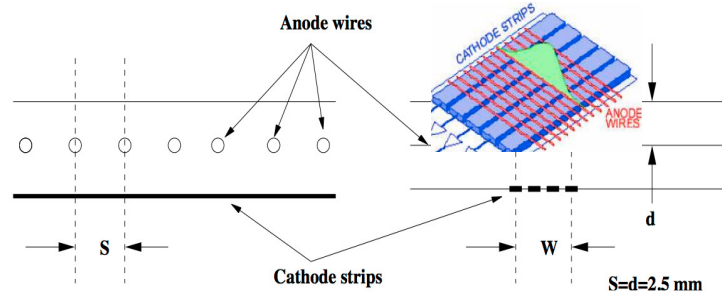 Anode wires
CATHODE STRIPS
ANODE
WIRES
d
S
W
Cathode strips
S=d=2.5 mm